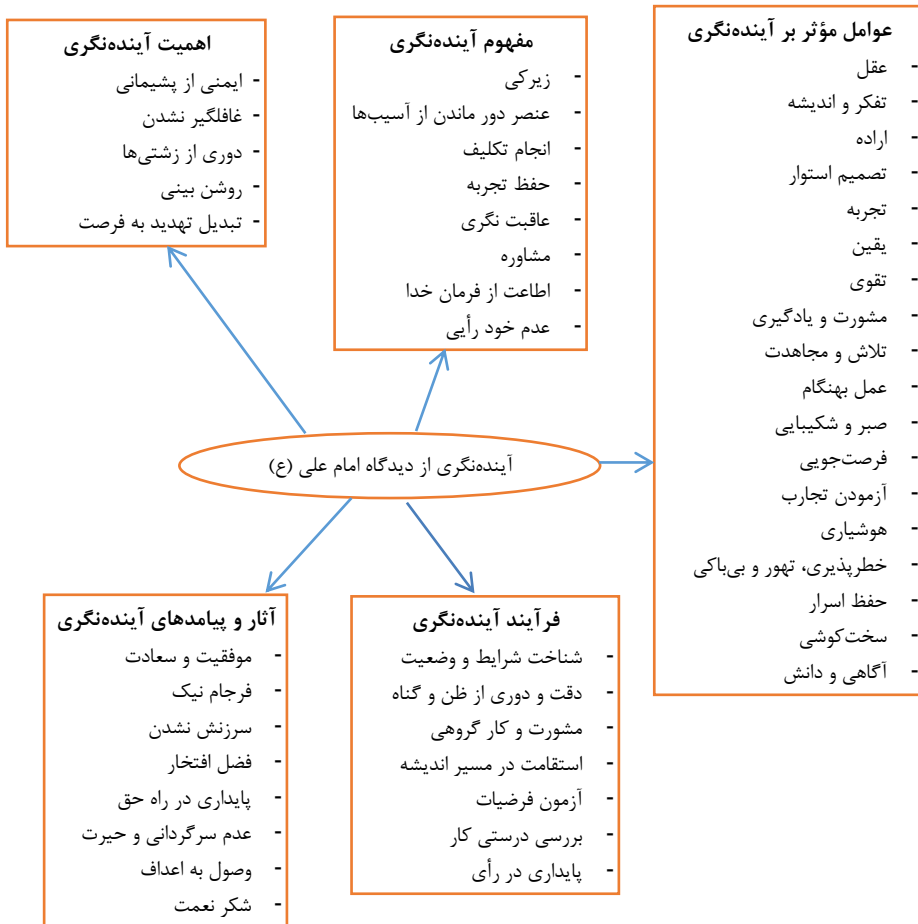 عوامل مؤثر بر آینده‌نگری
- عقل
- تفکر و اندیشه
- اراده
- تصمیم استوار
- تجربه
- یقین
- تقوی
- مشورت و یادگیری
- تلاش و مجاهدت
- عمل بهنگام
- صبر و شکیبایی
- فرصت‌جویی
- آزمودن تجارب
- هوشیاری
- خطرپذیری، تهور و بی‌باکی
- حفظ اسرار
- سخت‌کوشی
- آگاهی و دانش
مفهوم آینده‌نگری
- زیرکی
- عنصر دور ماندن از آسیب‌ها
- انجام تکلیف
- حفظ تجربه
- عاقبت نگری
- مشاوره
- اطاعت از فرمان خدا
- عدم خود رأیی
اهمیت آینده‌نگری
- ایمنی از پشیمانی
- غافلگیر نشدن
- دوری از زشتی‌ها
- روشن بینی
- تبدیل تهدید به فرصت
آینده‌نگری از دیدگاه امام علی (ع)
فرآیند آینده‌نگری
- شناخت شرایط و وضعیت
- دقت و دوری از ظن و گناه
- مشورت و کار گروهی
- استقامت در مسیر اندیشه
- آزمون فرضیات
- بررسی درستی کار
- پایداری در رأی
آثار و پیامدهای آینده‌نگری
- موفقیت و سعادت
- فرجام نیک
- سرزنش نشدن
- فضل افتخار
- پایداری در راه حق
- عدم سرگردانی و حیرت
- وصول به اعداف
- شکر نعمت